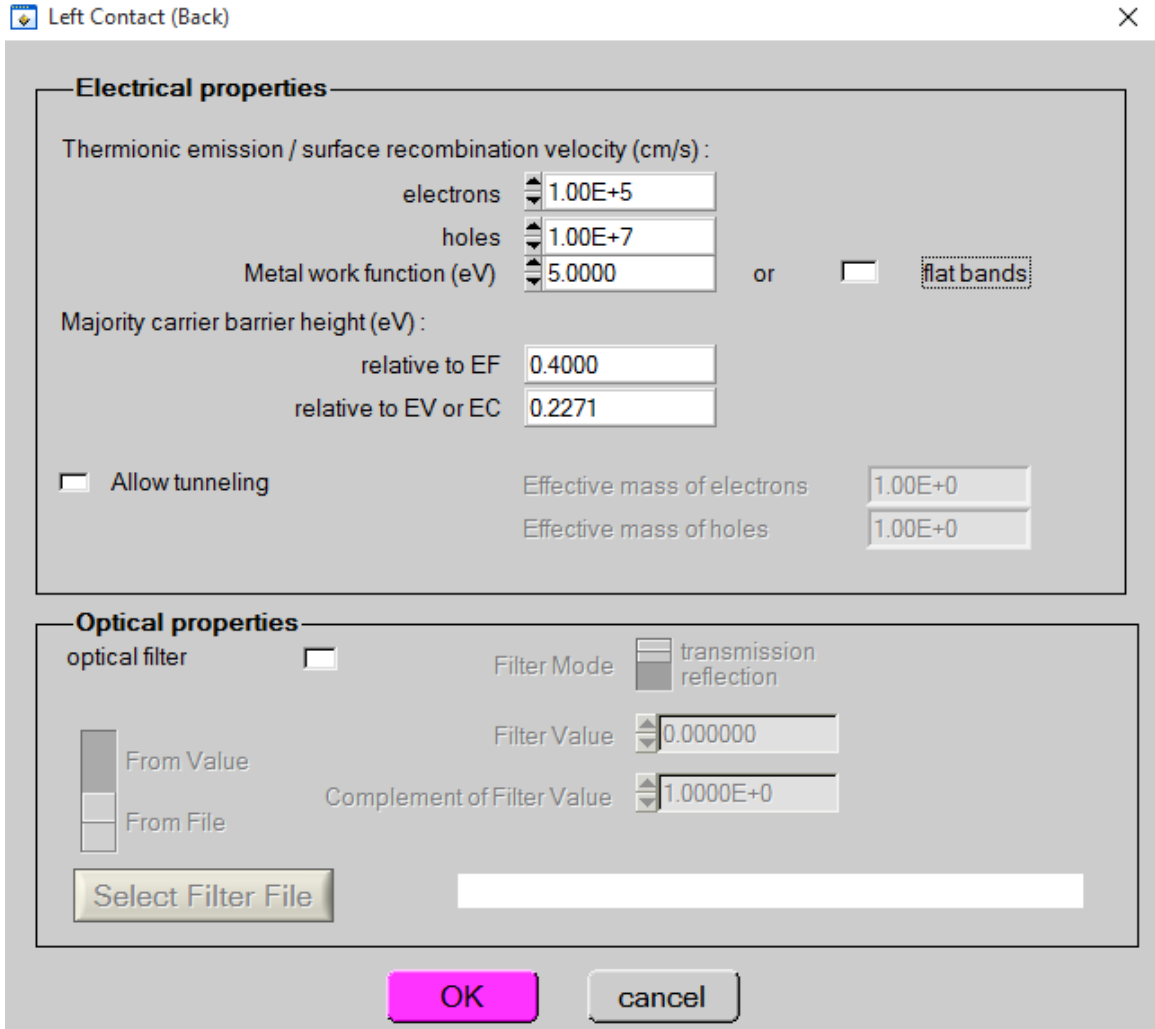 Left Contact (Back)
Electrical properties
Thermionic emission / surface recombination velocity (cm/s) :
electrons 1.00E+5
holes 1.00E+7
Metal work function (eV) 5.0000 or flat bands
Majority carrier barrier height (eV) :
relative to EF 0.4000
relative to EV or EC 0.2271
Allow tunneling Effective mass of electrons 1.00E+0
Effective mass of holes 1.00E+0
Optical properties
optical filter Filter Mode transmission
reflection
From Value Filter Value 0.000000
From File Complement of Filter Value 1.0000E+0
Select Filter File
OK cancel